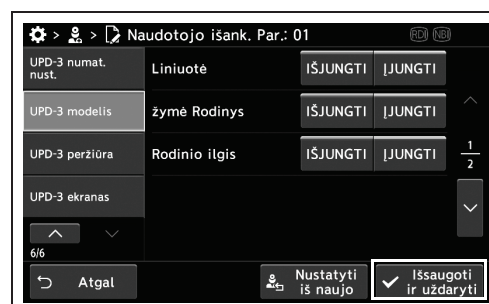 > > Naudotojo išank. Par.: 01 RDI NBI
UPD-3 numat.
nust.
Liniuotė IŠJUNGTI ĮJUNGTI
UPD-3 modelis žymė Rodinys IŠJUNGTI ĮJUNGTI
UPD-3 peržiūra Rodinio ilgis IŠJUNGTI ĮJUNGTI
1
2
UPD-3 ekranas
6/6
Atgal
Nustatyti
iš naujo
Išsaugoti
ir uždaryti